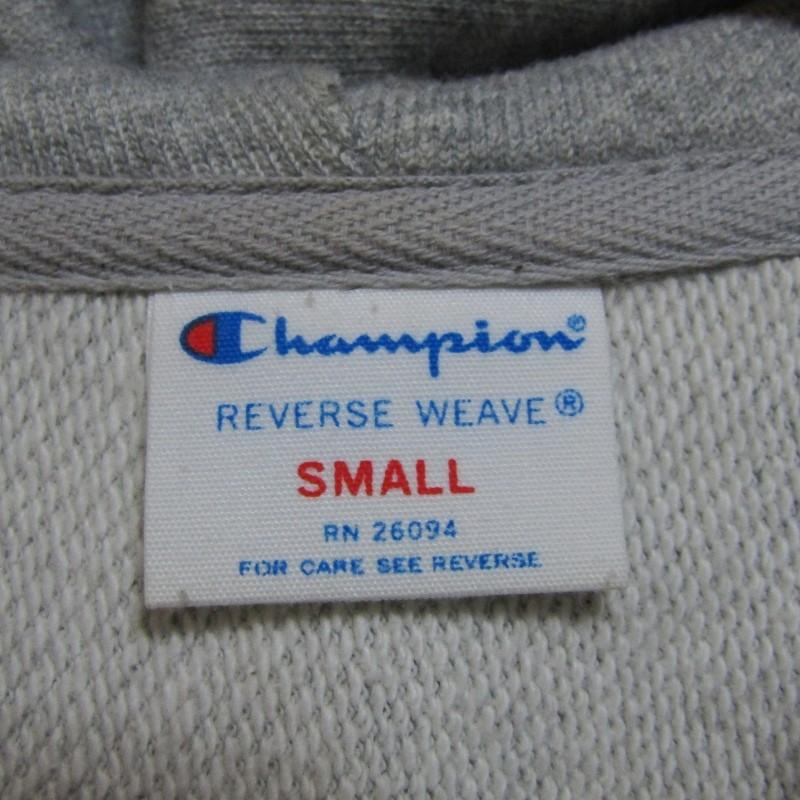 Champion®
REVERSE WEAVE®
SMALL
RN 26094
FOR CARE SEE REVERSE